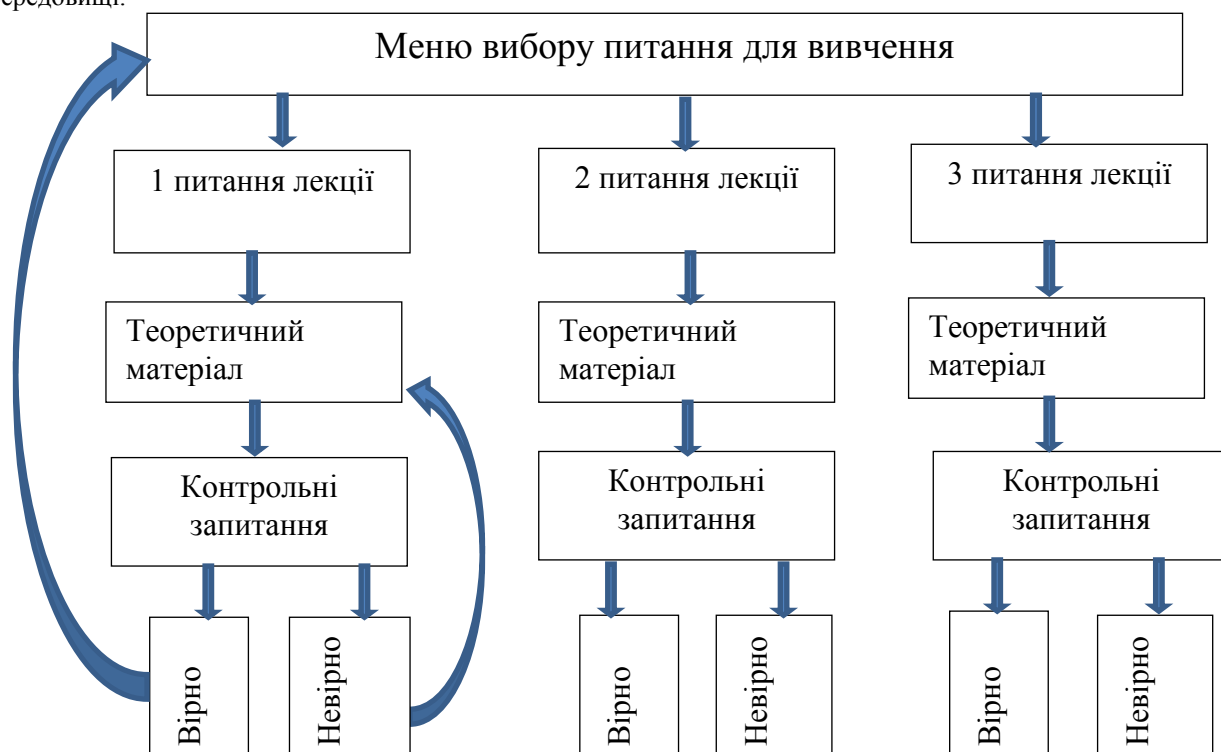 Меню вибору питання для вивчення
1 питання лекції
2 питання лекції
3 питання лекції
Теоретичний
матеріал
Теоретичний
матеріал
Теоретичний
матеріал
Контрольні
запитання
Контрольні
запитання
Контрольні
запитання
Вірно
Невірно
Вірно
Невірно
Вірно
Невірно